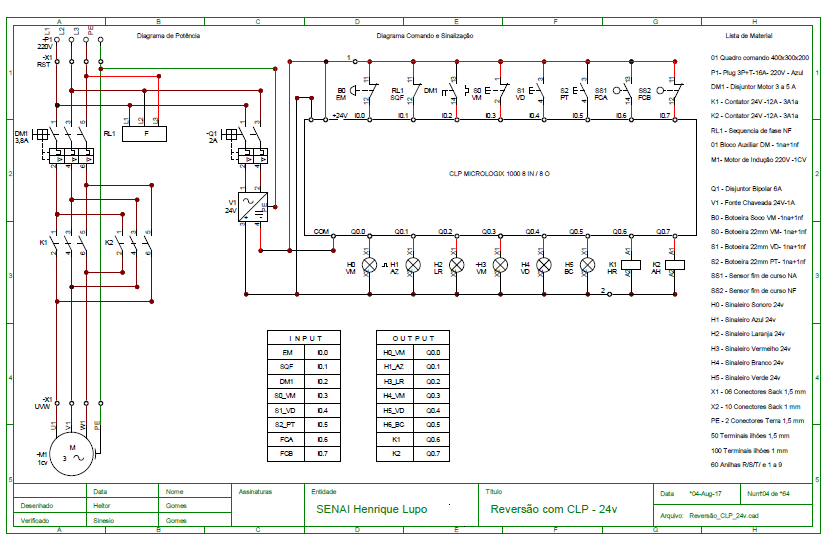 A B C D E F G H
Diagrama de Potência
Diagrama Comando e Sinalização
Lista de Material
L1
L2
L3
PE
-P1
220V
-X1
RST
DM1
3,8A
RL1
F
L1 L2 L3
-Q1
2A
V1
24V
PE
K1
K2
1
B0
EM
RL1
SQF
DM1
S0
VM
S1
VD
S2
PT
SS1
FCA
SS2
FCB
+24V I0.0 I0.1 I0.2 I0.3 I0.4 I0.5 I0.6 I0.7
CLP MICROLOGIX 1000 8 IN / 8 O
COM Q0.0 Q0.1 Q0.2 Q0.3 Q0.4 Q0.5 Q0.6 Q0.7
H0
VM
H1
AZ
H2
LR
-H3
VM
H4
VD
H5
BC
K1
HR
K2
AH
2
INPUT
EM I0.0
SQF I0.1
DM1 I0.2
S0_VM I0.3
S1_VD I0.4
S2_PT I0.5
FCA I0.6
FCB I0.7
OUTPUT
H0_VM Q0.0
H1_AZ Q0.1
H3_LR Q0.2
H4_VM Q0.3
H5_VD Q0.4
H6_BC Q0.5
K1 Q0.6
K2 Q0.7
-X1
UVW
U1
V1
W1
PE
-M1
1cv
M
3
01 Quadro comando 400x300x200
P1- Plug 3P+T-16A- 220V - Azul
DM1 - Disjuntor Motor 3 a 5 A
K1 - Contator 24V -12A - 3A1a
K2 - Contator 24V -12A - 3A1a
RL1 - Sequencia de fase NF
01 Bloco Auxiliar DM - 1na+1nf
M1- Motor de Indução 220V -1CV
Q1 - Disjuntor Bipolar 6A
V1 - Fonte Chaveada 24V-1A
B0 - Botoeira Soco VM -1na+1nf
S0 - Botoeira 22mm VM- 1na+1nf
S1 - Botoeira 22mm VD- 1na+1nf
S2 - Botoeira 22mm PT- 1na+1nf
SS1 - Sensor fim de curso NA
SS2 - Sensor fim de curso NF
H0 - Sinaleiro Sonoro 24v
H1 - Sinaleiro Azul 24v
H2 - Sinaleiro Laranja 24v
H3 - Sinaleiro Vermelho 24v
H4 - Sinaleiro Branco 24v
H5 - Sinaleiro Verde 24v
X1 - 06 Conectores Sack 1,5 mm
X2 - 10 Conectores Sack 1 mm
PE - 2 Conectores Terra 1,5 mm
50 Terminais ilhões 1,5 mm
100 Terminais ilhões 1 mm
60 Anilhas R/S/T/ e 1 a 9
Data Nome Assinaturas Entidade Título
Desenhado Heitor Gomes
Verificado Sinesio Gomes
SENAI Henrique Lupo
Reversão com CLP - 24v
Data *04-Aug-17 Num*04 de *64
Arquivo: Reversão_CLP_24v.cad
A B C D E F G H